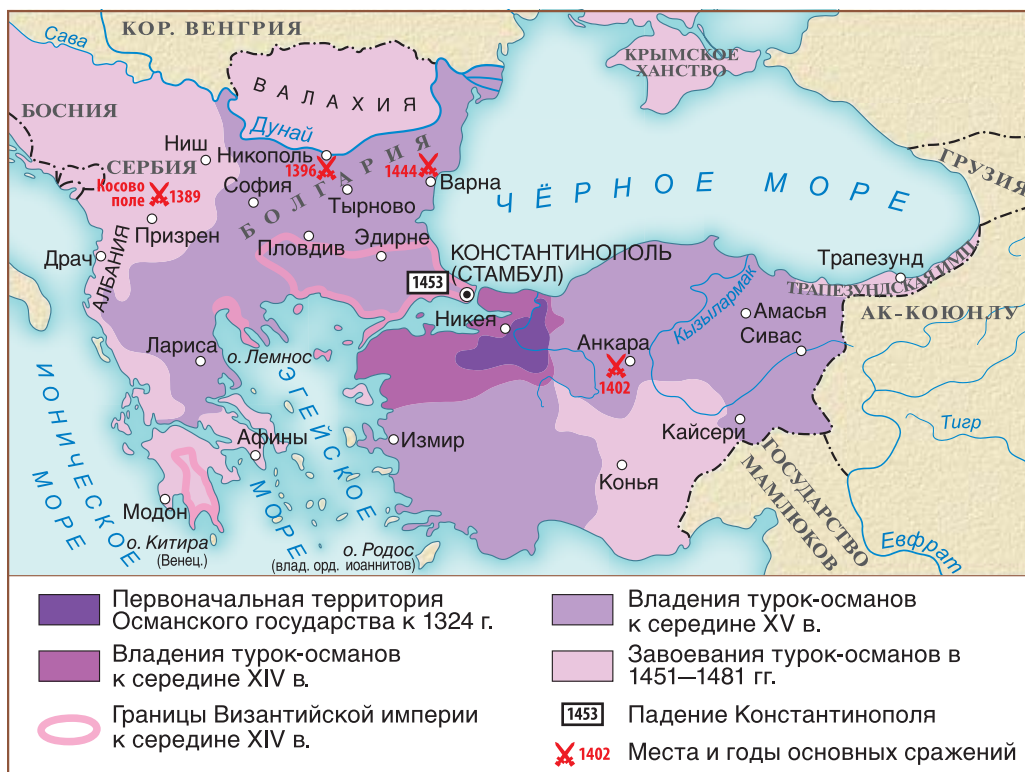 КОР. ВЕНГРИЯ
Сава
КРЫМСКОЕ
ХАНСТВО
ВАЛАХИЯ
БОСНИЯ
Дунай
Ниш
Никополь
СЕРБИЯ
1396
1444
БОЛГАРИЯ
Варна
Косово
поле
1389
София
Тырново
ЧЁРНОЕ МОРЕ
ГРУЗИЯ
Призрен
Пловдив
Эдирне
КОНСТАНТИНОПОЛЬ
(СТАМБУЛ)
Драч
АЛБАНИЯ
1453
Трапезунд
ТРАПЕЗУНДСКАЯ ИМП.
Никея
Кызылармак
Амасья
АК-КОЮНЛУ
Лариса
о. Лемнос
Анкара
Сивас
1402
ИОНИЧЕСКОЕ
МОРЕ
ЭГЕЙСКОЕ
МОРЕ
Афины
Измир
Кайсери
Тигр
Конья
ГОСУДАРСТВО
МАМЛЮКОВ
Модон
о. Китира
(Венец.)
о. Родос
(влад. орд. иоаннитов)
Евфрат
Первоначальная территория
Османского государства к 1324 г.
Владения турок-османов
к середине XIV в.
Границы Византийской империи
к середине XIV в.
Владения турок-османов
к середине XV в.
Завоевания турок-османов в
1451—1481 гг.
1453 Падение Константинополя
1402 Места и годы основных сражений